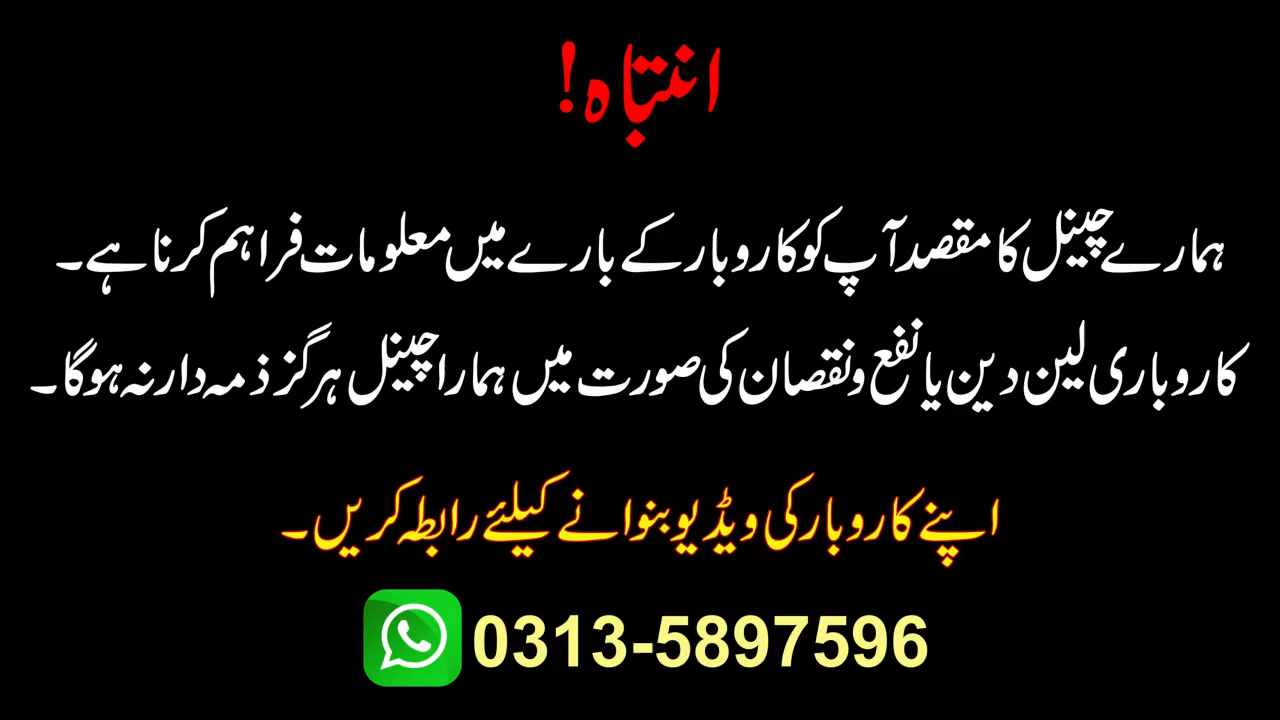 انتباہ!
ہمارے چینل کا مقصد آپ کو کاروبار کے بارے میں معلومات فراہم کرنا ہے۔
کاروباری لین دین یا نفع و نقصان کی صورت میں ہمارا چینل ہرگز ذمہ دار نہ ہوگا۔
اپنے کاروبار کی ویڈیو بنوانے کیلئے رابطہ کریں۔
0313-5897596